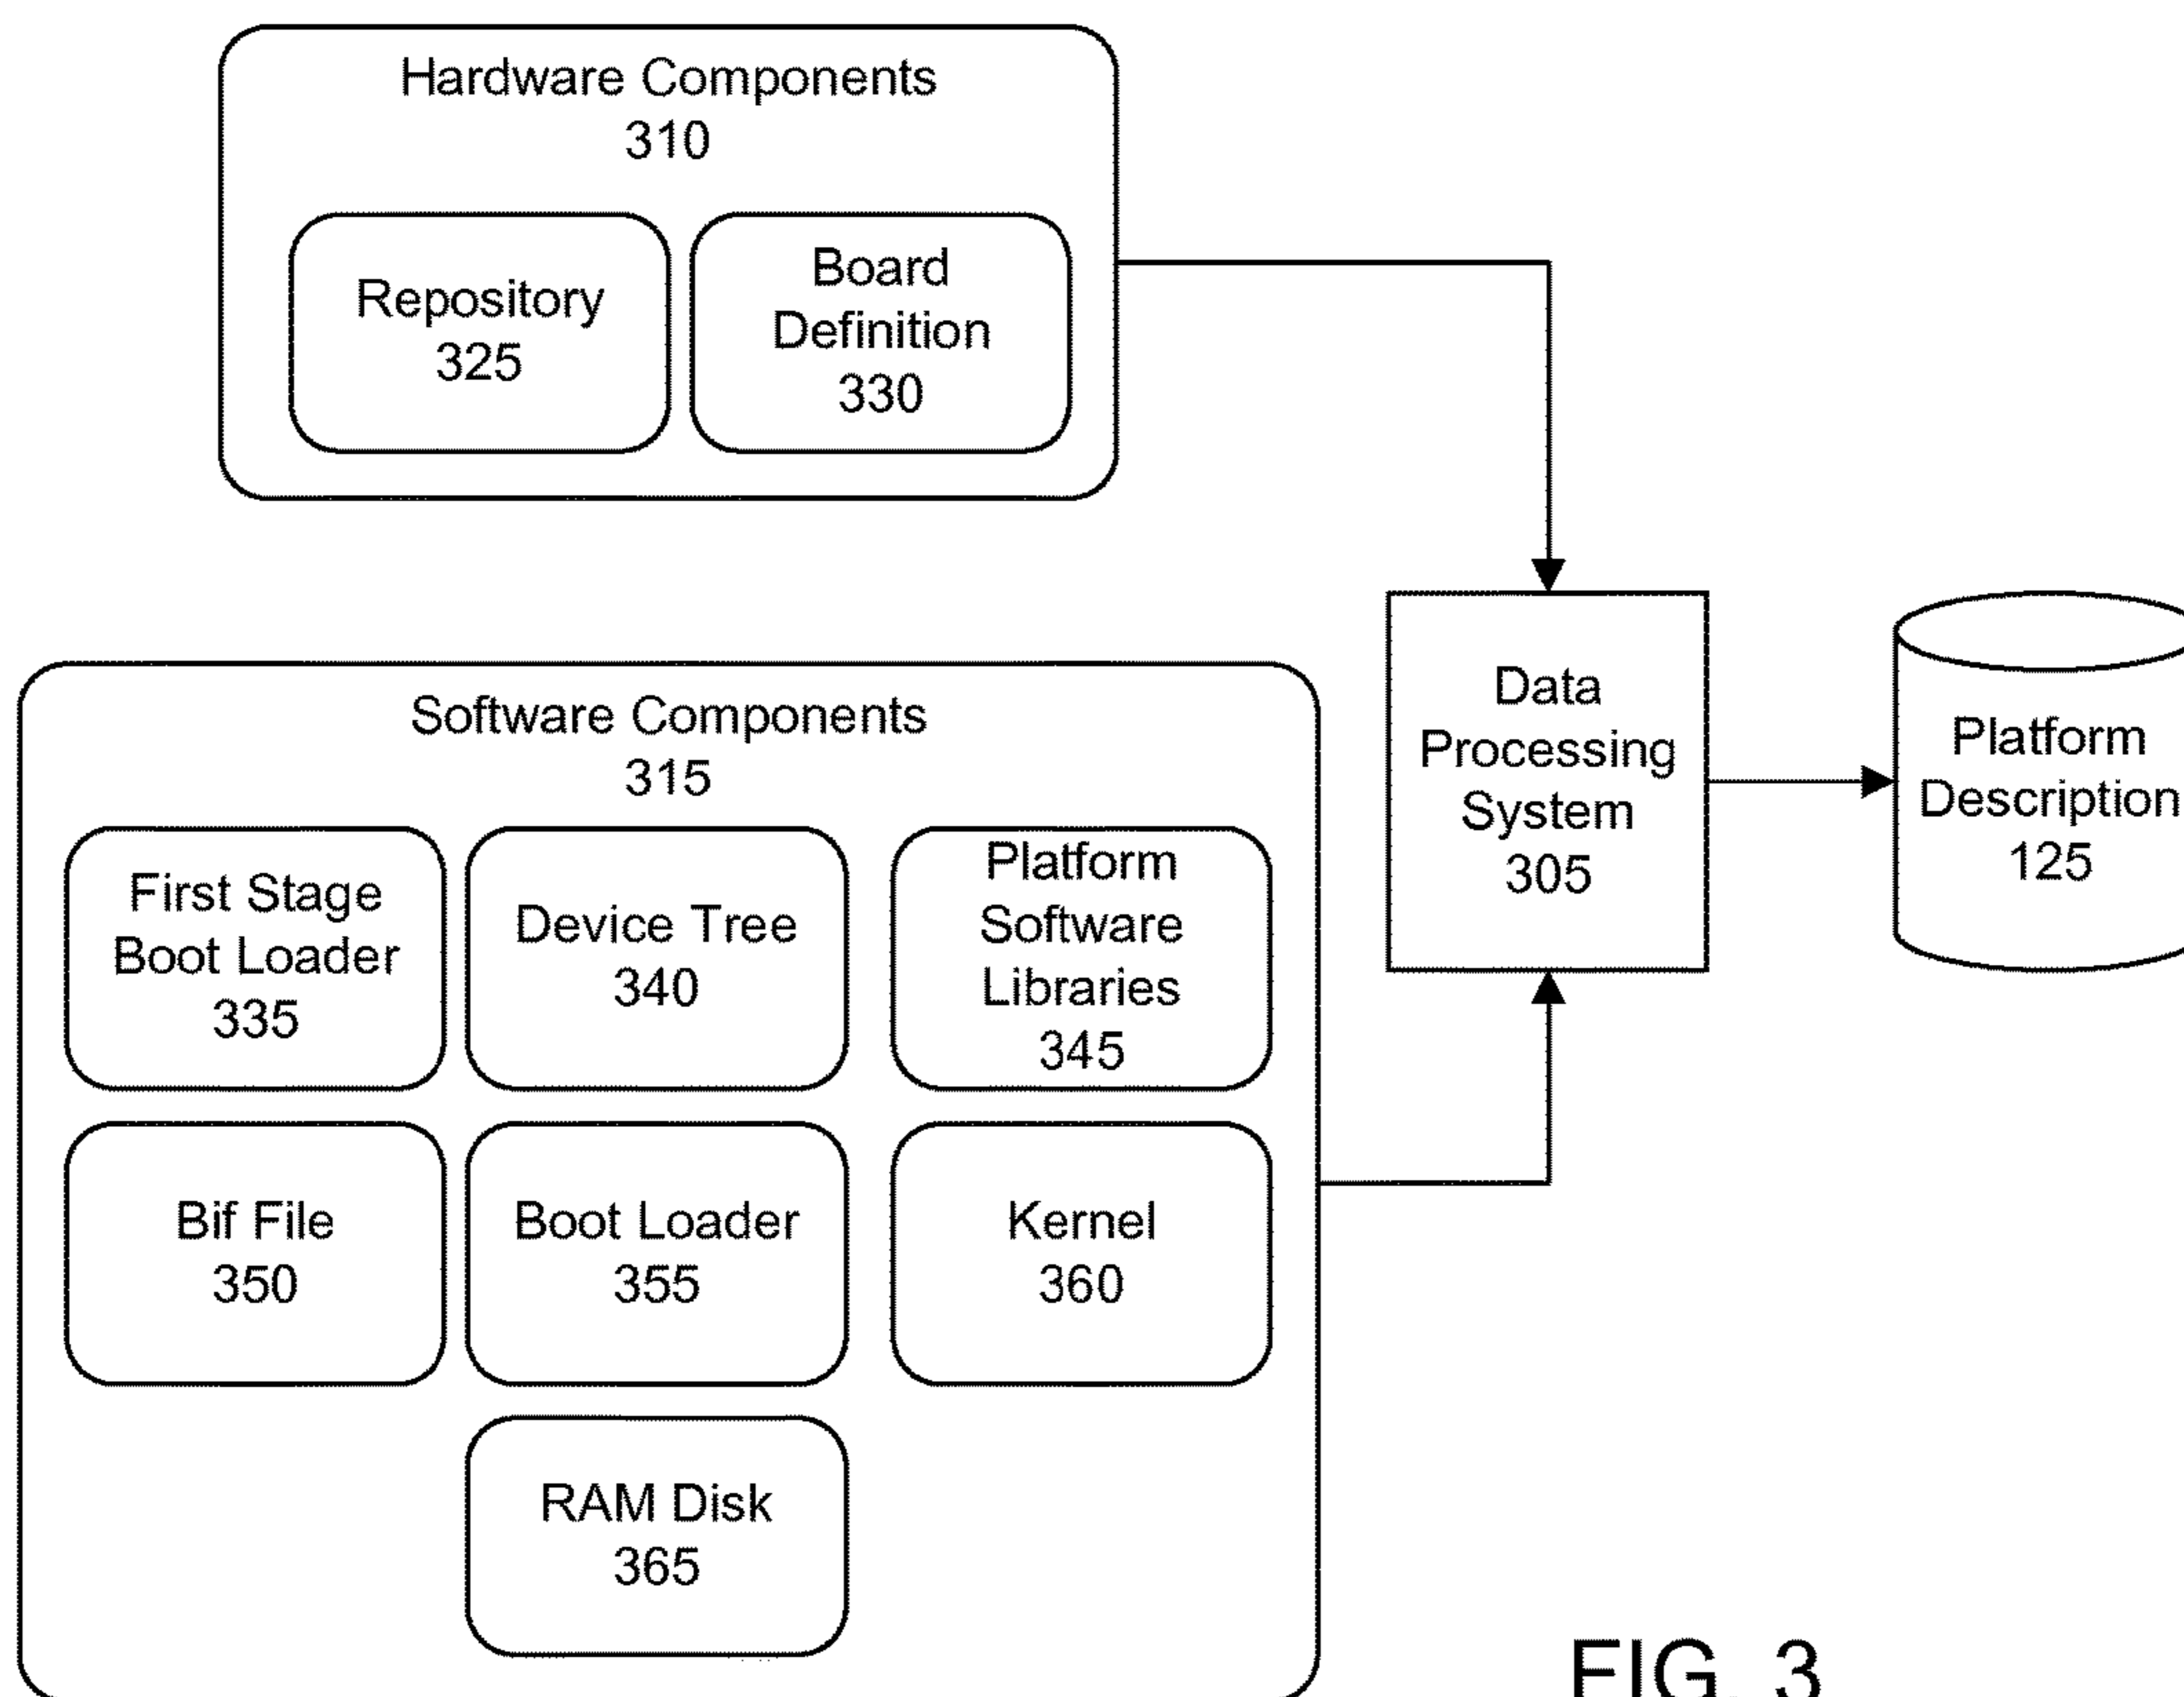 Hardware Components
310
Repository
325
Board
Definition
330
Software Components
315
First Stage
Boot Loader
335
Device Tree
340
Platform
Software
Libraries
345
Bif File
350
Boot Loader
355
Kernel
360
RAM Disk
365
Data
Processing
System
305
Platform
Description
125
FIG. 3